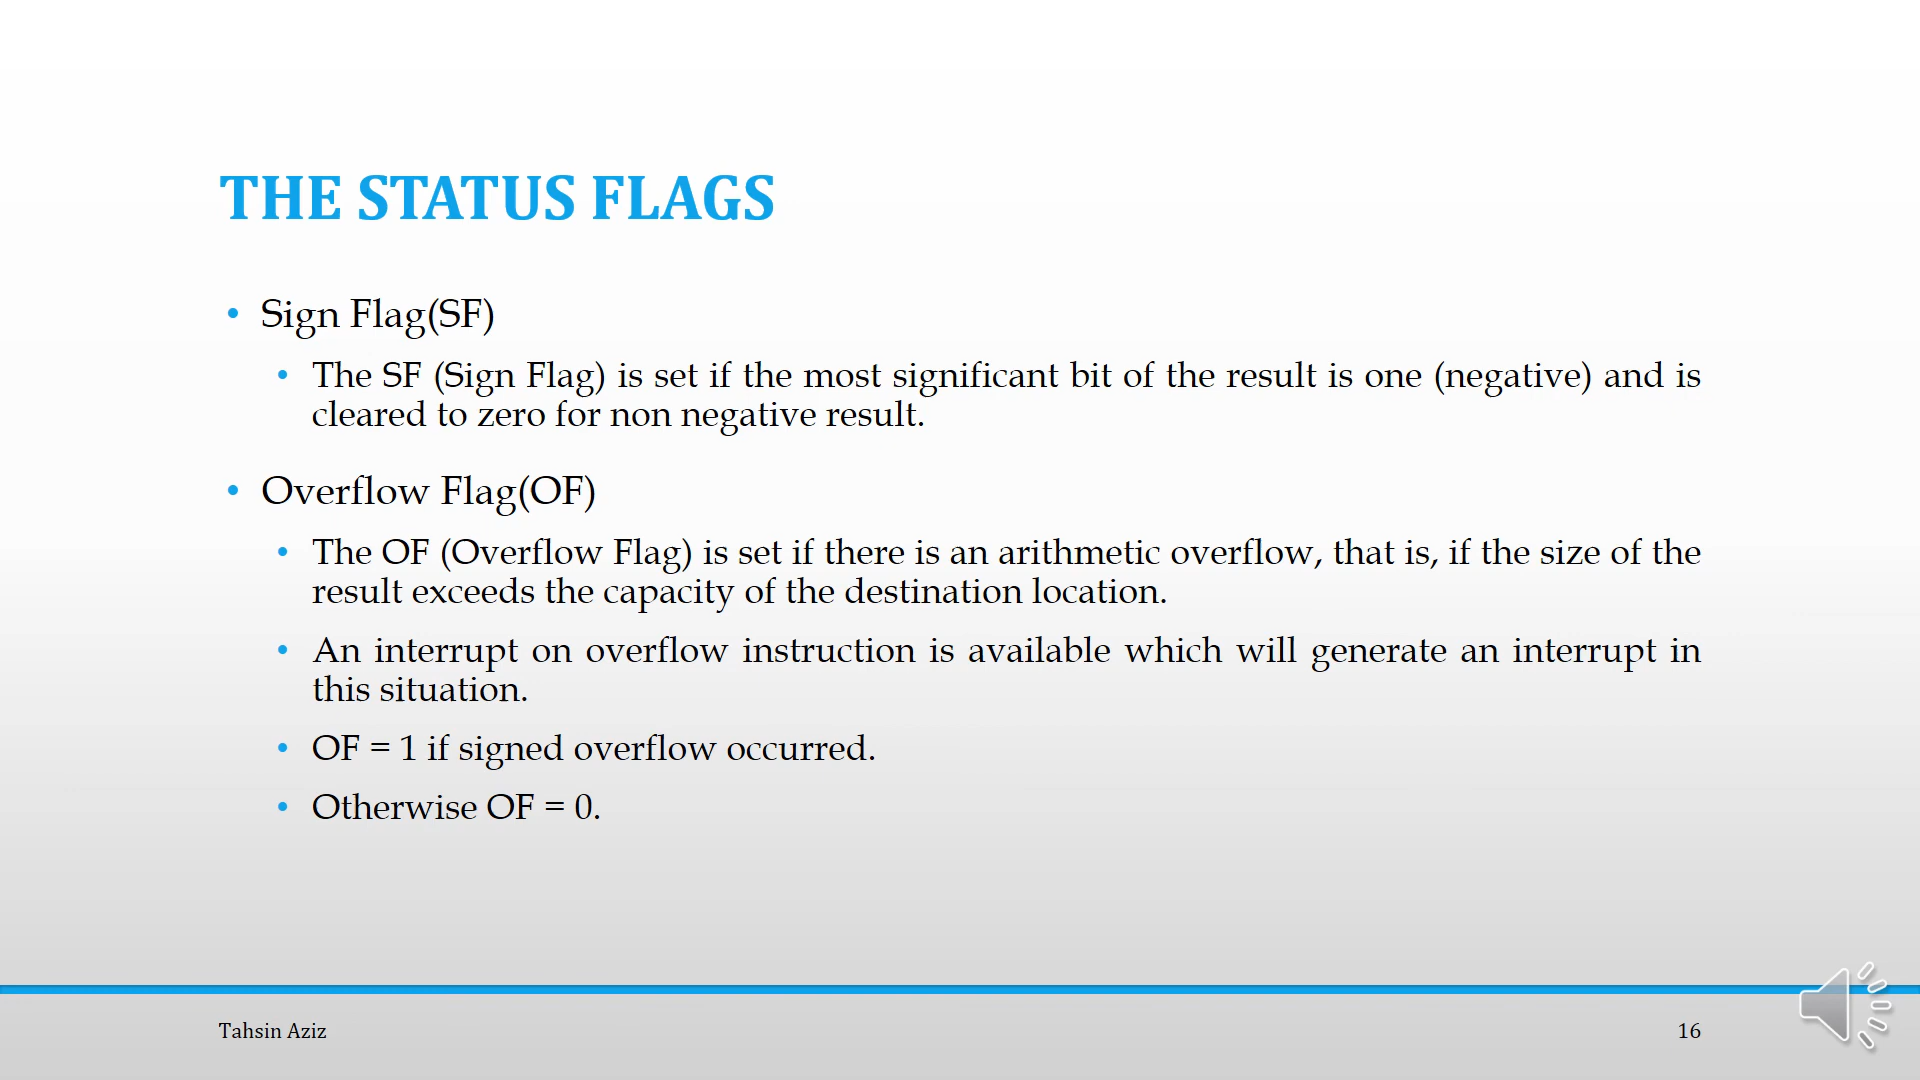 THE STATUS FLAGS
• Sign Flag(SF)
• The SF (Sign Flag) is set if the most significant bit of the result is one (negative) and is
cleared to zero for non negative result.
• Overflow Flag(OF)
• The OF (Overflow Flag) is set if there is an arithmetic overflow, that is, if the size of the
result exceeds the capacity of the destination location.
• An interrupt on overflow instruction is available which will generate an interrupt in
this situation.
• OF = 1 if signed overflow occurred.
• Otherwise OF = 0.
Tahsin Aziz
16